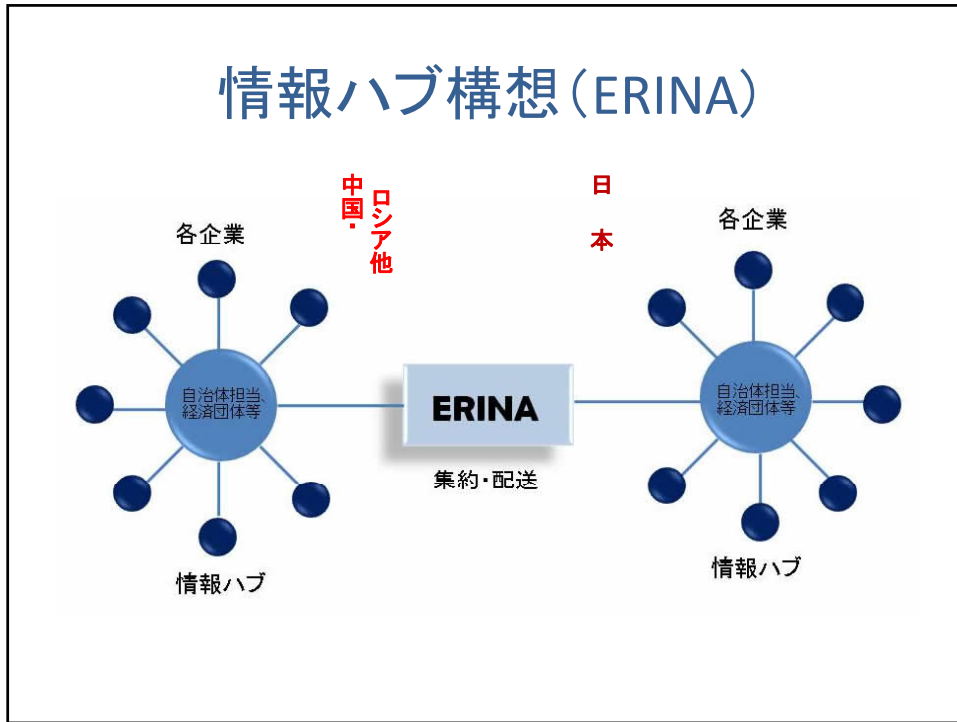 情報ハブ構想(ERINA)
中国・
ロシア他
日 本
各企業
各企業
自治体担当、
経済団体等
ERINA
自治体担当、
経済団体等
集約・配送
情報ハブ
情報ハブ